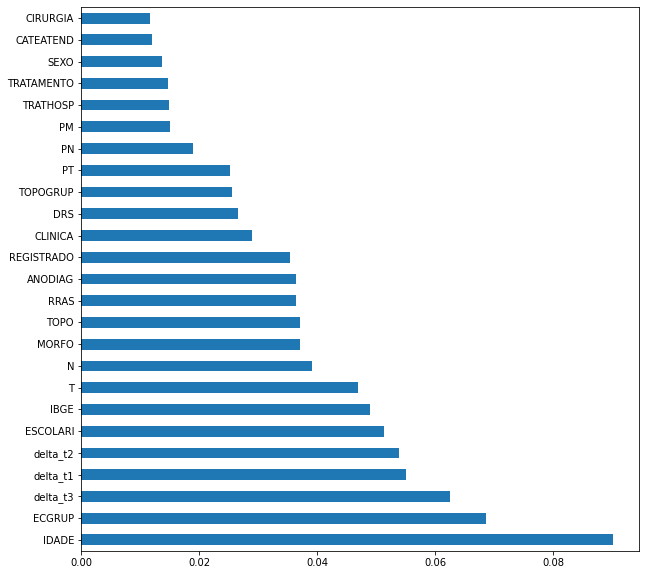 CIRURGIA
CATEATEND
SEXO
TRATAMENTO
TRATHOSP
PM
PN
PT
TOPOGRUP
DRS
CLINICA
REGISTRADO
ANODIAG
RRAS
TOPO
MORFO
N
T
IBGE
ESCOLARI
delta_t2
delta_t1
delta_t3
ECGRUP
IDADE
0.00 0.02 0.04 0.06 0.08